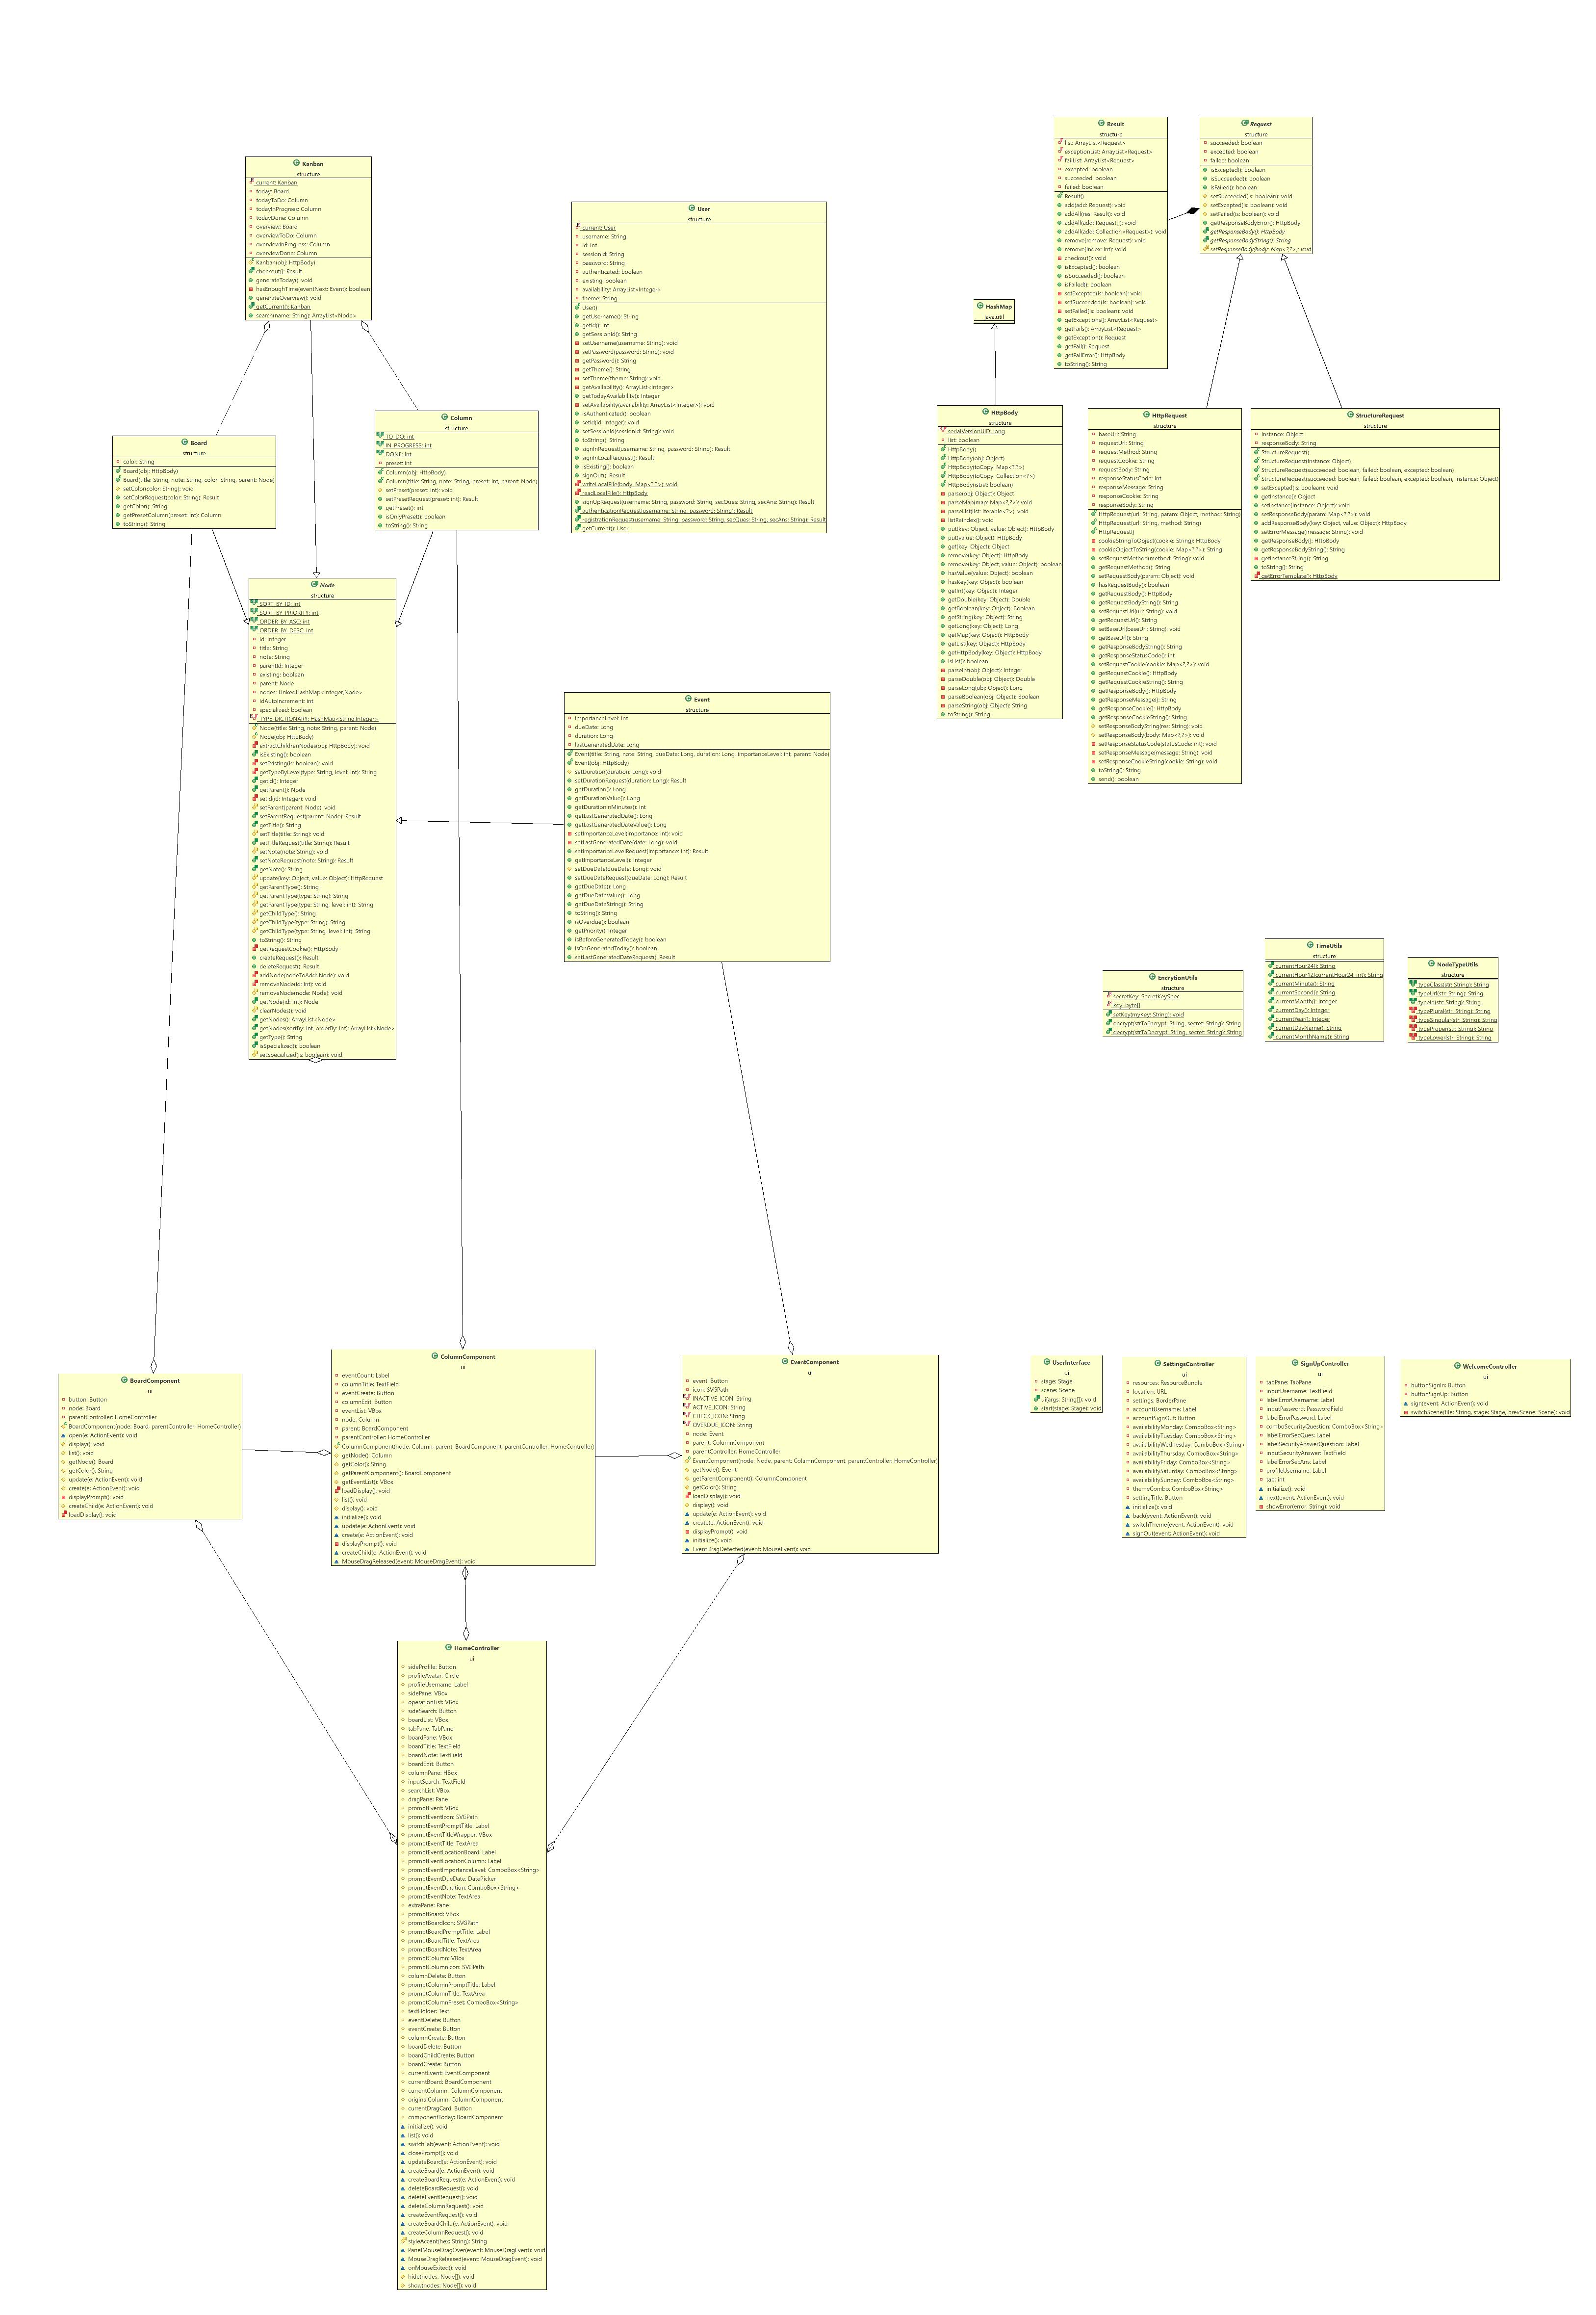 Kanban
structure
current: Kanban
today: Board
todayToDo: Column
todayInProgress: Column
todayDone: Column
overview: Board
overviewToDo: Column
overviewInProgress: Column
overviewDone: Column
Kanban(obj: HttpBody)
checkout(): Result
generateToday(): void
hasEnoughTime(eventNext: Event): boolean
generateOverview(): void
getCurrent(): Kanban
search(name: String): ArrayList<Node>
User
structure
current: User
username: String
id: int
sessionId: String
password: String
authenticated: boolean
existing: boolean
availability: ArrayList<Integer>
theme: String
User()
getUsername(): String
getId(): int
getSessionId(): String
setUsername(username: String): void
setPassword(password: String): void
getPassword(): String
getTheme(): String
setTheme(theme: String): void
getAvailability(): ArrayList<Integer>
getTodayAvailability(): Integer
setAvailability(availability: ArrayList<Integer>): void
isAuthenticated(): boolean
setId(id: Integer): void
setSessionId(sessionId: String): void
toString(): String
signInRequest(username: String, password: String): Result
signInLocalRequest(): Result
isExisting(): boolean
signOut(): Result
writeLocalFile(body: Map<?,?>): void
readLocalFile(): HttpBody
signUpRequest(username: String, password: String, secQues: String, secAns: String): Result
authenticationRequest(username: String, password: String): Result
registrationRequest(username: String, password: String, secQues: String, secAns: String): Result
getCurrent(): User
Result
structure
list: ArrayList<Request>
exceptionList: ArrayList<Request>
failList: ArrayList<Request>
excepted: boolean
succeeded: boolean
failed: boolean
Result()
add(add: Request): void
addAll(res: Result): void
addAll(add: Request[]): void
addAll(add: Collection<Request>): void
remove(remove: Request): void
remove(index: int): void
checkout(): void
isExcepted(): boolean
isSucceeded(): boolean
isFailed(): boolean
setExcepted(is: boolean): void
setSucceeded(is: boolean): void
setFailed(is: boolean): void
getExceptions(): ArrayList<Request>
getFails(): ArrayList<Request>
getException(): Request
getFail(): Request
getFailError(): HttpBody
toString(): String
Request
structure
succeeded: boolean
excepted: boolean
failed: boolean
isExcepted(): boolean
isSucceeded(): boolean
isFailed(): boolean
setSucceeded(is: boolean): void
setExcepted(is: boolean): void
setFailed(is: boolean): void
getResponseBodyError(): HttpBody
getResponseBody(): HttpBody
getResponseBodyString(): String
setResponseBody(body: Map<?,?>): void
HashMap
java.util
Board
structure
color: String
Board(obj: HttpBody)
Board(title: String, note: String, color: String, parent: Node)
setColor(color: String): void
setColorRequest(color: String): Result
getColor(): String
getPresetColumn(preset: int): Column
toString(): String
Column
structure
TO_DO: int
IN_PROGRESS: int
DONE: int
preset: int
Column(obj: HttpBody)
Column(title: String, note: String, preset: int, parent: Node)
setPreset(preset: int): void
setPresetRequest(preset: int): Result
getPreset(): int
isOnlyPreset(): boolean
toString(): String
HttpBody
structure
serialVersionUID: long
list: boolean
HttpBody()
HttpBody(obj: Object)
HttpBody(toCopy: Map<?,?>)
HttpBody(toCopy: Collection<?>)
HttpBody(isList: boolean)
parse(obj: Object): Object
parseMap(map: Map<?,?>): void
parseList(list: Iterable<?>): void
listReindex(): void
put(key: Object, value: Object): HttpBody
put(value: Object): HttpBody
get(key: Object): Object
remove(key: Object): HttpBody
remove(key: Object, value: Object): boolean
hasValue(value: Object): boolean
hasKey(key: Object): boolean
getInt(key: Object): Integer
getDouble(key: Object): Double
getBoolean(key: Object): Boolean
getString(key: Object): String
getLong(key: Object): Long
getMap(key: Object): HttpBody
getList(key: Object): HttpBody
getHttpBody(key: Object): HttpBody
isList(): boolean
parseInt(obj: Object): Integer
parseDouble(obj: Object): Double
parseLong(obj: Object): Long
parseBoolean(obj: Object): Boolean
parseString(obj: Object): String
toString(): String
HttpRequest
structure
baseUrl: String
requestUrl: String
requestMethod: String
requestCookie: String
requestBody: String
responseStatusCode: int
responseMessage: String
responseCookie: String
responseBody: String
HttpRequest(url: String, param: Object, method: String)
HttpRequest(url: String, method: String)
HttpRequest()
cookieStringToObject(cookie: String): HttpBody
cookieObjectToString(cookie: Map<?,?>): String
setRequestMethod(method: String): void
getRequestMethod(): String
setRequestBody(param: Object): void
hasRequestBody(): boolean
getRequestBody(): HttpBody
getRequestBodyString(): String
setRequestUrl(url: String): void
getRequestUrl(): String
setBaseUrl(baseUrl: String): void
getBaseUrl(): String
getResponseBodyString(): String
getResponseStatusCode(): int
setRequestCookie(cookie: Map<?,?>): void
getRequestCookie(): HttpBody
getRequestCookieString(): String
getResponseBody(): HttpBody
getResponseMessage(): String
getResponseCookie(): HttpBody
getResponseCookieString(): String
setResponseBodyString(res: String): void
setResponseBody(body: Map<?,?>): void
setResponseStatusCode(statusCode: int): void
setResponseMessage(message: String): void
setResponseCookieString(cookie: String): void
toString(): String
send(): boolean
StructureRequest
structure
instance: Object
responseBody: String
StructureRequest()
StructureRequest(instance: Object)
StructureRequest(succeeded: boolean, failed: boolean, excepted: boolean)
StructureRequest(succeeded: boolean, failed: boolean, excepted: boolean, instance: Object)
setExcepted(is: boolean): void
getInstance(): Object
setInstance(instance: Object): void
setResponseBody(param: Map<?,?>): void
addResponseBody(key: Object, value: Object): HttpBody
setErrorMessage(message: String): void
getResponseBody(): HttpBody
getResponseBodyString(): String
getInstanceString(): String
toString(): String
getErrorTemplate(): HttpBody
Node
structure
SORT_BY_ID: int
SORT_BY_PRIORITY: int
ORDER_BY_ASC: int
ORDER_BY_DESC: int
id: Integer
title: String
note: String
parentId: Integer
existing: boolean
parent: Node
nodes: LinkedHashMap<Integer,Node>
idAutoIncrement: int
specialized: boolean
TYPE_DICTIONARY: HashMap<String,Integer>
Node(title: String, note: String, parent: Node)
Node(obj: HttpBody)
extractChildrenNodes(obj: HttpBody): void
isExisting(): boolean
setExisting(is: boolean): void
getTypeByLevel(type: String, level: int): String
getId(): Integer
getParent(): Node
setId(id: Integer): void
setParent(parent: Node): void
setParentRequest(parent: Node): Result
getTitle(): String
setTitle(title: String): void
setTitleRequest(title: String): Result
setNote(note: String): void
setNoteRequest(note: String): Result
getNote(): String
update(key: Object, value: Object): HttpRequest
getParentType(): String
getParentType(type: String): String
getParentType(type: String, level: int): String
getChildType(): String
getChildType(type: String): String
getChildType(type: String, level: int): String
toString(): String
getRequestCookie(): HttpBody
createRequest(): Result
deleteRequest(): Result
addNode(nodeToAdd: Node): void
removeNode(id: int): void
removeNode(node: Node): void
getNode(id: int): Node
clearNodes(): void
getNodes(): ArrayList<Node>
getNodes(sortBy: int, orderBy: int): ArrayList<Node>
getType(): String
isSpecialized(): boolean
setSpecialized(is: boolean): void
Event
structure
importanceLevel: int
dueDate: Long
duration: Long
lastGeneratedDate: Long
Event(title: String, note: String, dueDate: Long, duration: Long, importanceLevel: int, parent: Node)
Event(obj: HttpBody)
setDuration(duration: Long): void
setDurationRequest(duration: Long): Result
getDuration(): Long
getDurationValue(): Long
getDurationInMinutes(): int
getLastGeneratedDate(): Long
getLastGeneratedDateValue(): Long
setImportanceLevel(importance: int): void
setLastGeneratedDate(date: Long): void
setImportanceLevelRequest(importance: int): Result
getImportanceLevel(): Integer
setDueDate(dueDate: Long): void
setDueDateRequest(dueDate: Long): Result
getDueDate(): Long
getDueDateValue(): Long
getDueDateString(): String
toString(): String
isOverdue(): boolean
getPriority(): Integer
isBeforeGeneratedToday(): boolean
isOnGeneratedToday(): boolean
setLastGeneratedDateRequest(): Result
EncrytionUtils
structure
secretKey: SecretKeySpec
key: byte[]
setKey(myKey: String): void
encrypt(strToEncrypt: String, secret: String): String
decrypt(strToDecrypt: String, secret: String): String
TimeUtils
structure
currentHour24(): String
currentHour12(currentHour24: int): String
currentMinute(): String
currentSecond(): String
currentMonth(): Integer
currentDay(): Integer
currentYear(): Integer
currentDayName(): String
currentMonthName(): String
NodeTypeUtils
structure
typeClass(str: String): String
typeUrl(str: String): String
typeId(str: String): String
typePlural(str: String): String
typeSingular(str: String): String
typeProper(str: String): String
typeLower(str: String): String
BoardComponent
ui
button: Button
node: Board
parentController: HomeController
BoardComponent(node: Board, parentController: HomeController)
open(e: ActionEvent): void
display(): void
list(): void
getNode(): Board
getColor(): String
update(e: ActionEvent): void
create(e: ActionEvent): void
displayPrompt(): void
createChild(e: ActionEvent): void
loadDisplay(): void
ColumnComponent
ui
eventCount: Label
columnTitle: TextField
eventCreate: Button
columnEdit: Button
eventList: VBox
node: Column
parent: BoardComponent
parentController: HomeController
ColumnComponent(node: Column, parent: BoardComponent, parentController: HomeController)
getNode(): Column
getColor(): String
getParentComponent(): BoardComponent
getEventList(): VBox
loadDisplay(): void
list(): void
display(): void
initialize(): void
update(e: ActionEvent): void
create(e: ActionEvent): void
displayPrompt(): void
createChild(e: ActionEvent): void
MouseDragReleased(event: MouseDragEvent): void
EventComponent
ui
event: Button
icon: SVGPath
INACTIVE_ICON: String
ACTIVE_ICON: String
CHECK_ICON: String
OVERDUE_ICON: String
node: Event
parent: ColumnComponent
parentController: HomeController
EventComponent(node: Node, parent: ColumnComponent, parentController: HomeController)
getNode(): Event
getParentComponent(): ColumnComponent
getColor(): String
loadDisplay(): void
display(): void
update(e: ActionEvent): void
create(e: ActionEvent): void
displayPrompt(): void
initialize(): void
EventDragDetected(event: MouseEvent): void
UserInterface
ui
stage: Stage
scene: Scene
ui(args: String[]): void
start(stage: Stage): void
SettingsController
ui
resources: ResourceBundle
location: URL
settings: BorderPane
accountUsername: Label
accountSignOut: Button
availabilityMonday: ComboBox<String>
availabilityTuesday: ComboBox<String>
availabilityWednesday: ComboBox<String>
availabilityThursday: ComboBox<String>
availabilityFriday: ComboBox<String>
availabilitySaturday: ComboBox<String>
availabilitySunday: ComboBox<String>
themeCombo: ComboBox<String>
settingTitle: Button
initialize(): void
back(event: ActionEvent): void
switchTheme(event: ActionEvent): void
signOut(event: ActionEvent): void
SignUpController
ui
tabPane: TabPane
inputUsername: TextField
labelErrorUsername: Label
inputPassword: PasswordField
labelErrorPassword: Label
comboSecurityQuestion: ComboBox<String>
labelErrorSecQues: Label
labelSecurityAnswerQuestion: Label
inputSecurityAnswer: TextField
labelErrorSecAns: Label
profileUsername: Label
tab: int
initialize(): void
next(event: ActionEvent): void
showError(error: String): void
WelcomeController
ui
buttonSignIn: Button
buttonSignUp: Button
sign(event: ActionEvent): void
switchScene(file: String, stage: Stage, prevScene: Scene): void
HomeController
ui
sideProfile: Button
profileAvatar: Circle
profileUsername: Label
sidePane: VBox
operationList: VBox
sideSearch: Button
boardList: VBox
tabPane: TabPane
boardPane: VBox
boardTitle: TextField
boardNote: TextField
boardEdit: Button
columnPane: HBox
inputSearch: TextField
searchList: VBox
dragPane: Pane
promptEvent: VBox
promptEventIcon: SVGPath
promptEventPromptTitle: Label
promptEventTitleWrapper: VBox
promptEventTitle: TextArea
promptEventLocationBoard: Label
promptEventLocationColumn: Label
promptEventImportanceLevel: ComboBox<String>
promptEventDueDate: DatePicker
promptEventDuration: ComboBox<String>
promptEventNote: TextArea
extraPane: Pane
promptBoard: VBox
promptBoardIcon: SVGPath
promptBoardPromptTitle: Label
promptBoardTitle: TextArea
promptBoardNote: TextArea
promptColumn: VBox
promptColumnIcon: SVGPath
columnDelete: Button
promptColumnPromptTitle: Label
promptColumnTitle: TextArea
promptColumnPreset: ComboBox<String>
textHolder: Text
eventDelete: Button
eventCreate: Button
columnCreate: Button
boardDelete: Button
boardChildCreate: Button
boardCreate: Button
currentEvent: EventComponent
currentBoard: BoardComponent
currentColumn: ColumnComponent
originalColumn: ColumnComponent
currentDragCard: Button
componentToday: BoardComponent
initialize(): void
list(): void
switchTab(event: ActionEvent): void
closePrompt(): void
updateBoard(e: ActionEvent): void
createBoard(e: ActionEvent): void
createBoardRequest(e: ActionEvent): void
deleteBoardRequest(): void
deleteEventRequest(): void
deleteColumnRequest(): void
createEventRequest(): void
createBoardChild(e: ActionEvent): void
createColumnRequest(): void
styleAccent(hex: String): String
PanelMouseDragOver(event: MouseDragEvent): void
MouseDragReleased(event: MouseDragEvent): void
onMouseExited(): void
hide(nodes: Node[]): void
show(nodes: Node[]): void